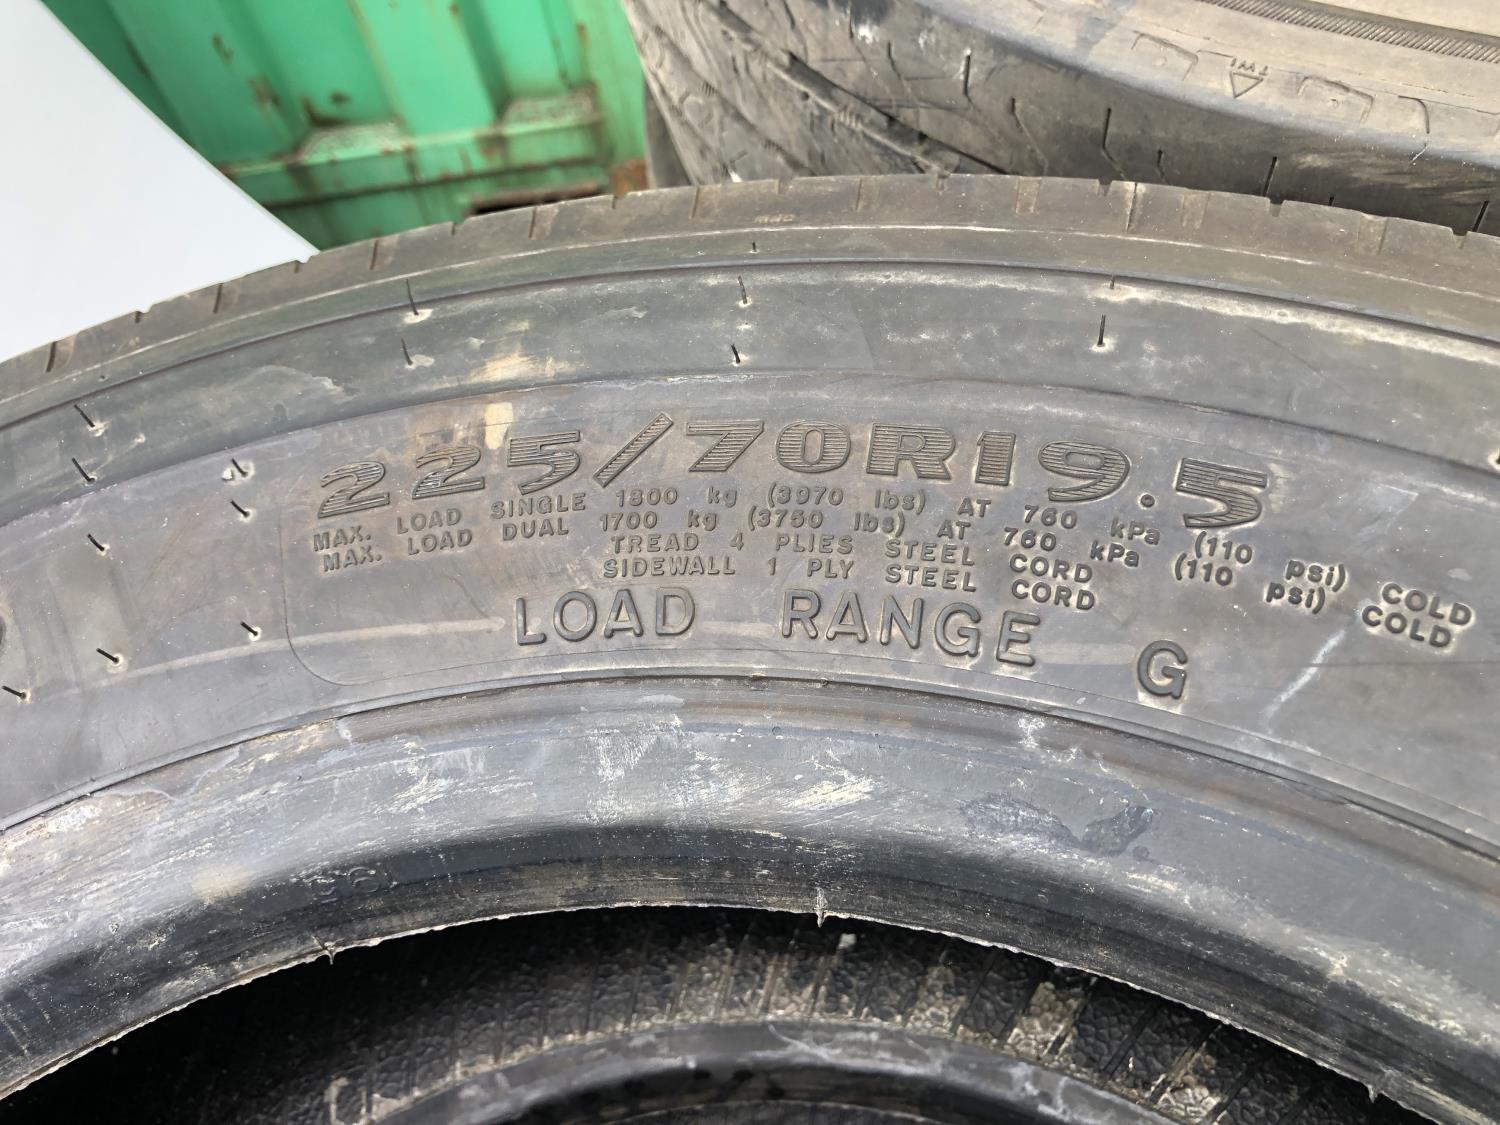 TWI
225/70R19.5
MAX. LOAD SINGLE 1800 kg (3970 lbs) AT 760 kPa (110 psi) COLD
MAX. LOAD DUAL 1700 kg (3750 lbs) AT 760 kPa (110 psi) COLD
TREAD 4 PLIES STEEL CORD
SIDEWALL 1 PLY STEEL CORD
LOAD RANGE G